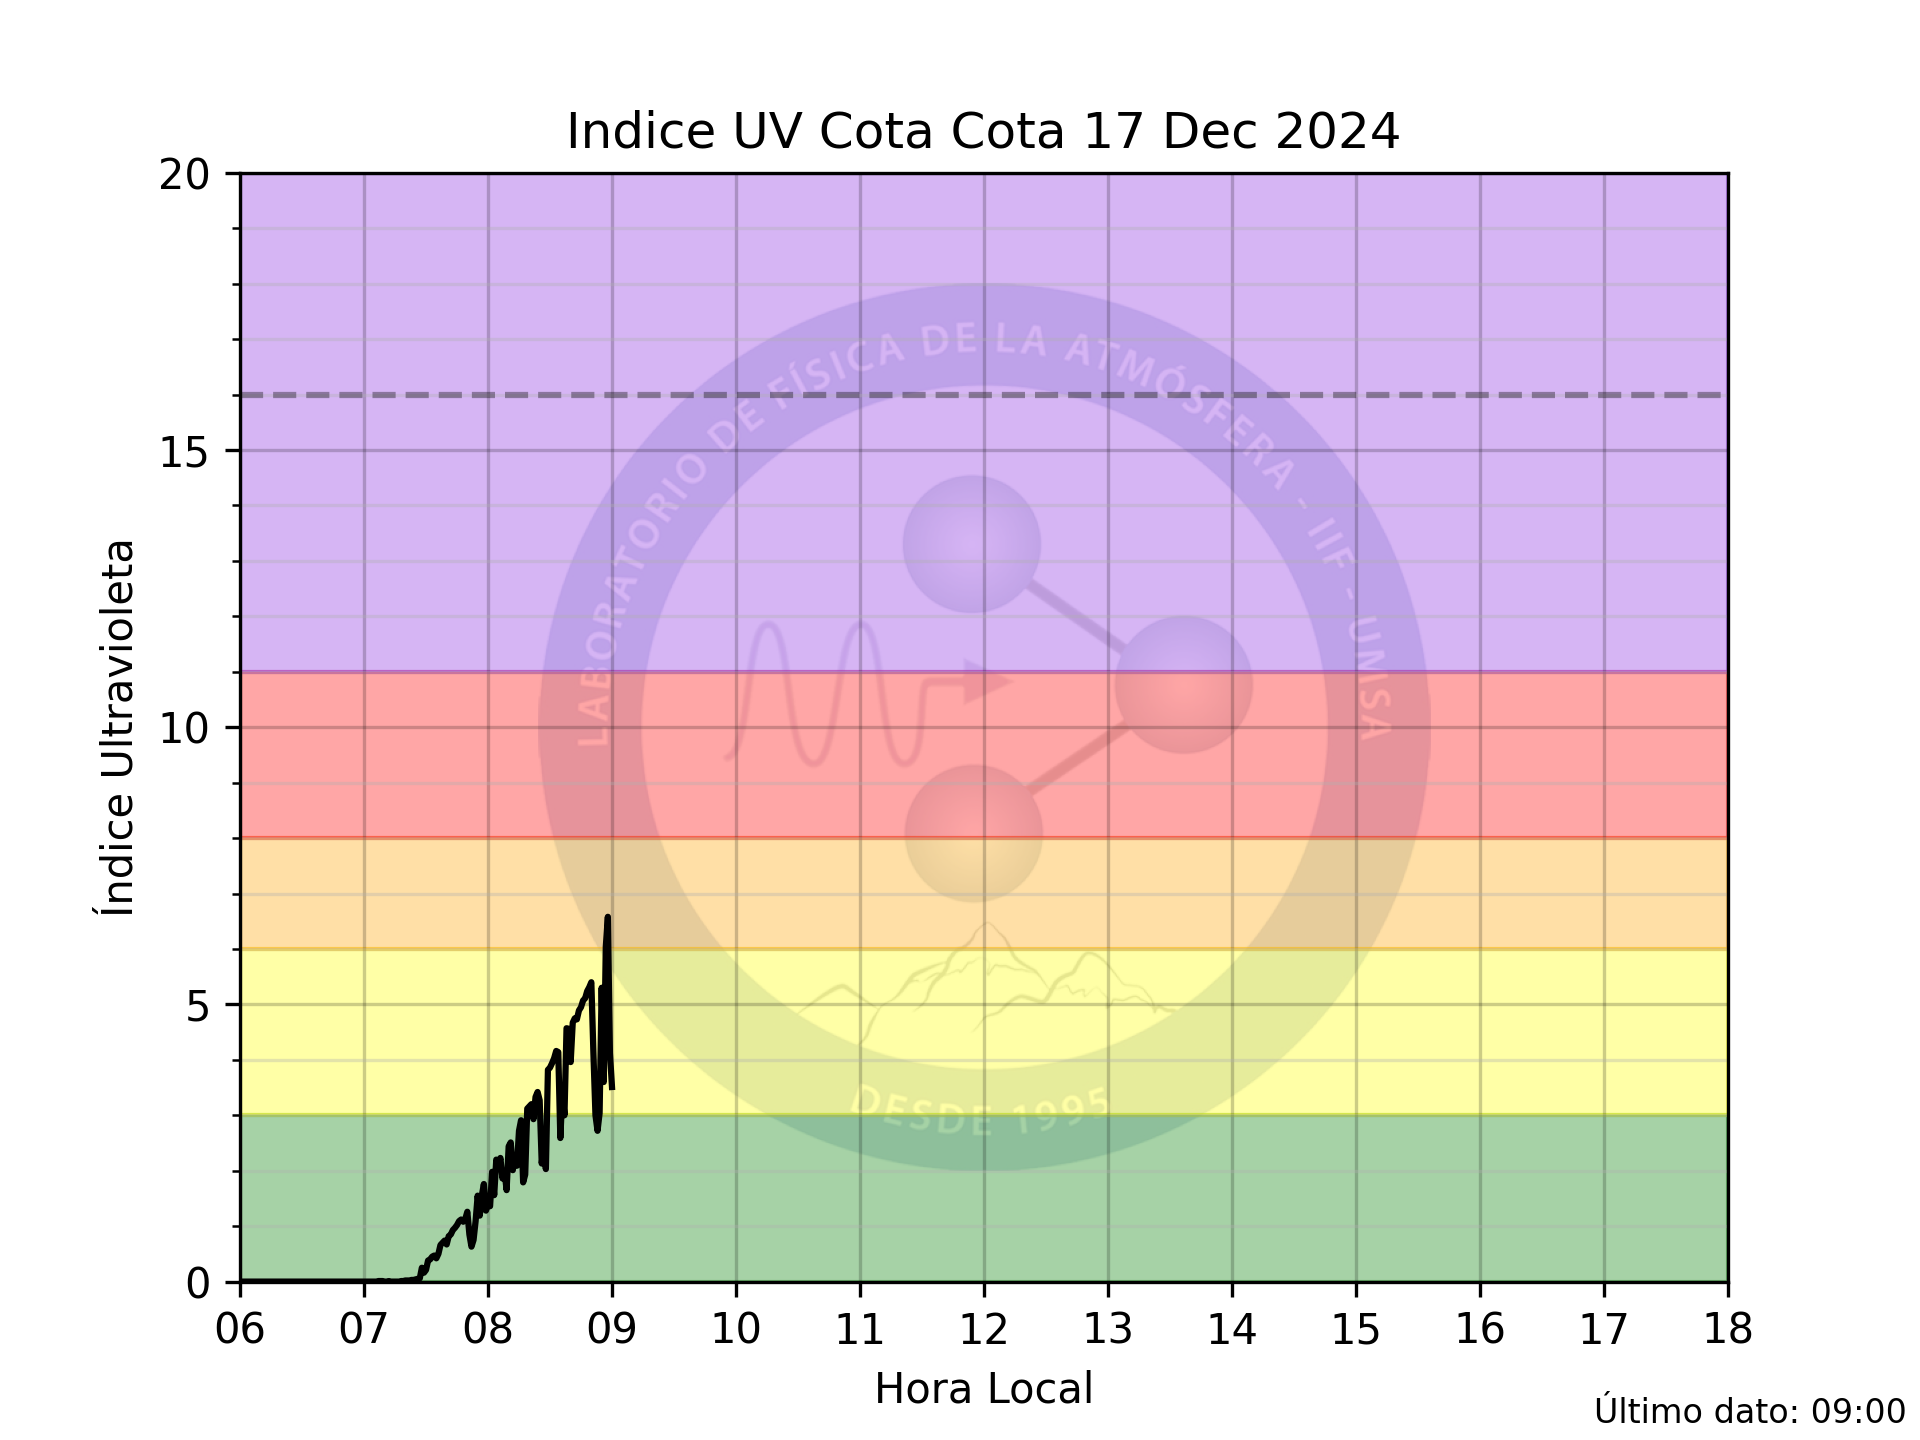 Indice UV Cota Cota 17 Dec 2024
20
15
10
5
0
Índice Ultravioleta
LABORATORIO DE FÍSICA DE LA ATMÓSFERA - IIF - UMSA
DESDE 1995
06 07 08 09 10 11 12 13 14 15 16 17 18
Hora Local
Último dato: 09:00